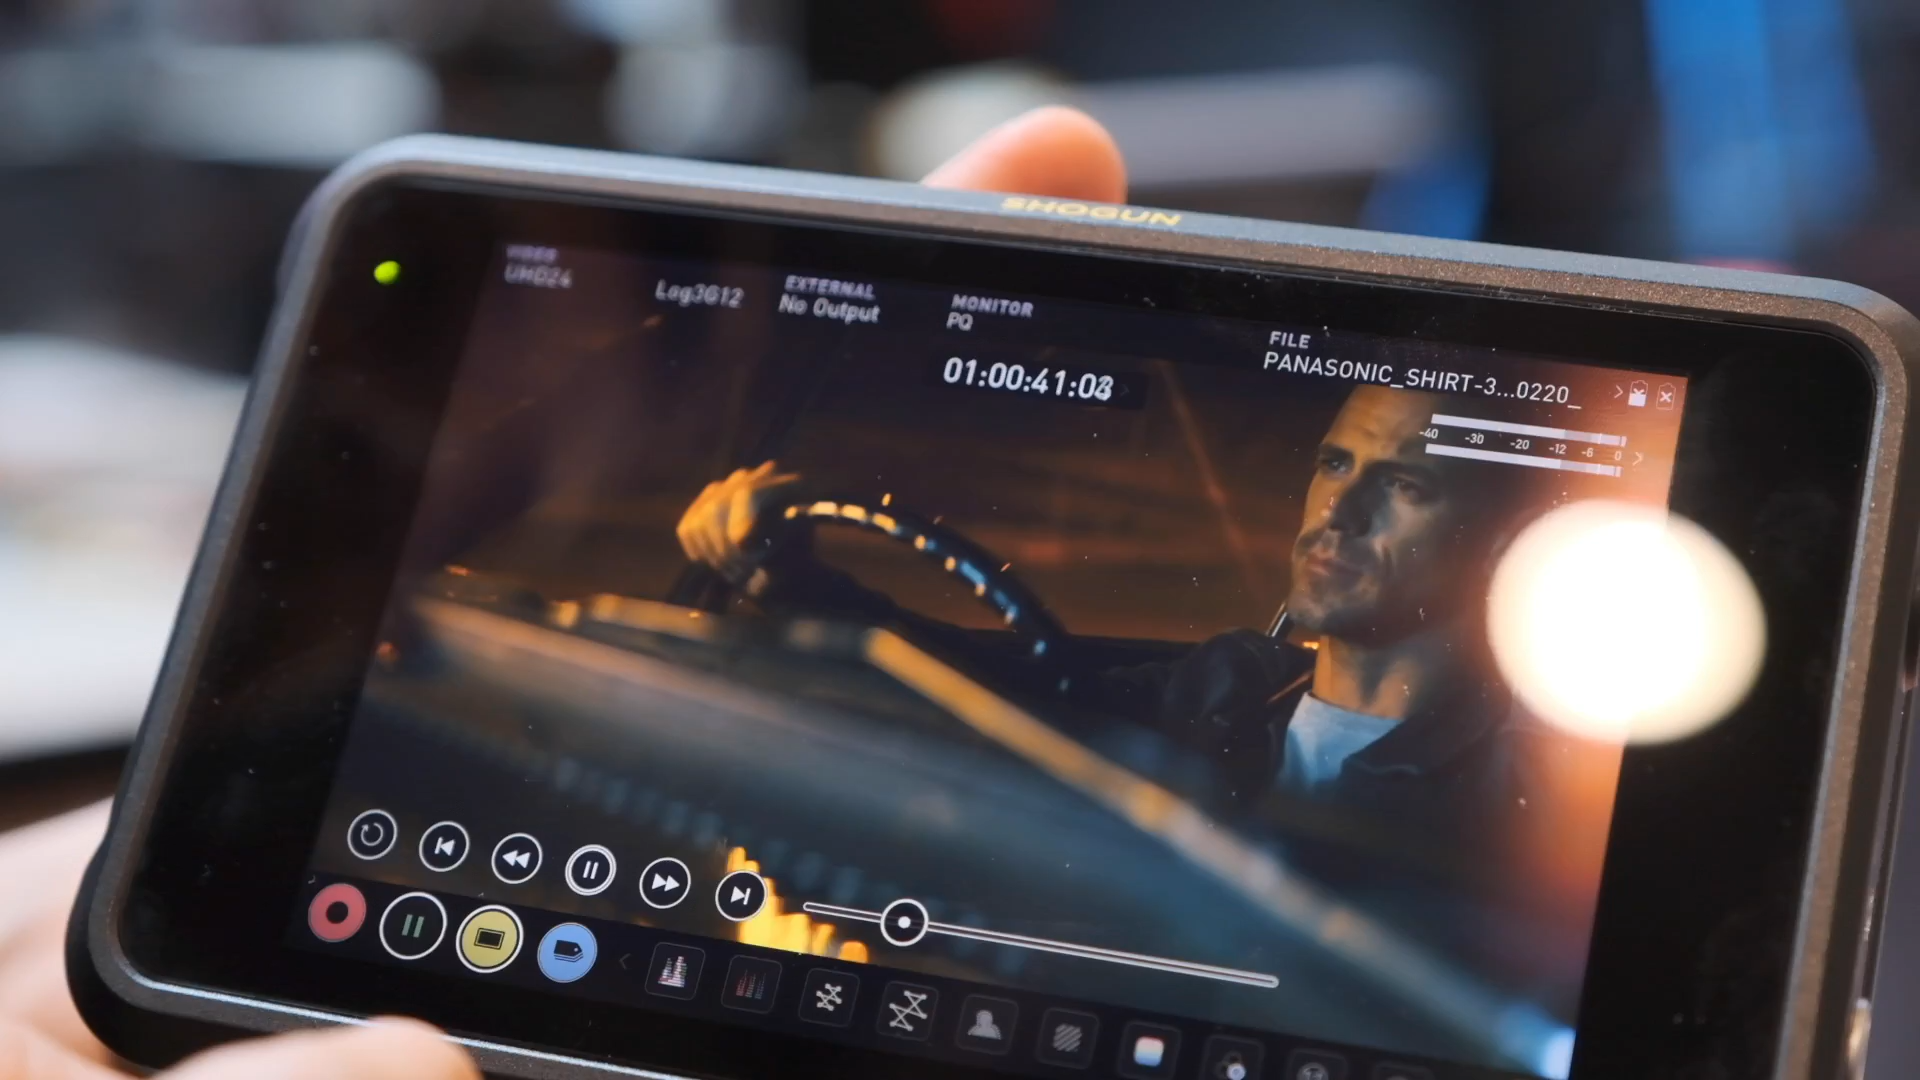 SHOGUN
VIDEO
UHD24
Log3G12
EXTERNAL
No Output
MONITOR
PQ
FILE
PANASONIC_SHIRT-3...0220_
01:00:41:03
-40 -30 -20 -12 -6 0